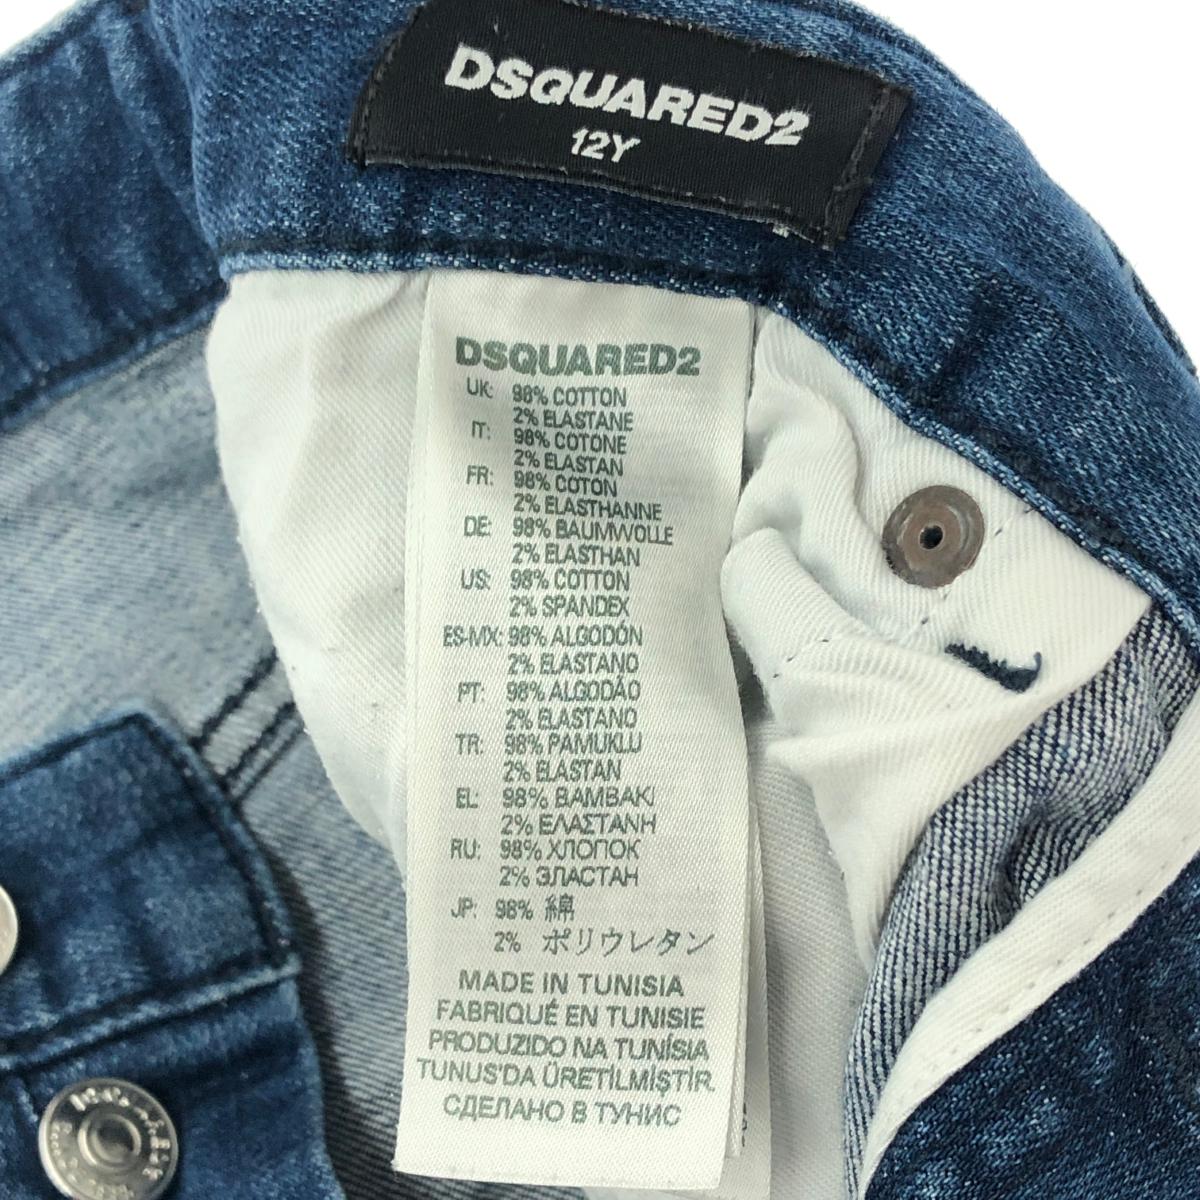 DSQUARED2
12Y
DSQUARED2
UK: 98% COTTON
2% ELASTANE
IT: 98% COTONE
2% ELASTAN
FR: 98% COTON
2% ELASTHANNE
DE: 98% BAUMWOLLE
2% ELASTHAN
US: 98% COTTON
2% SPANDEX
ES-MX: 98% ALGODÓN
2% ELASTANO
PT: 98% ALGODÃO
2% ELASTANO
TR: 98% PAMUKLU
2% ELASTAN
EL: 98% ΒΑΜΒΑΚΙ
2% ΕΛΑΣΤΑΝΗ
RU: 98% ХЛОПОК
2% ЭЛАСТАН
JP: 98% 綿
2% ポリウレタン
MADE IN TUNISIA
FABRIQUÉ EN TUNISIE
PRODUZIDO NA TUNÍSIA
TUNUS'DA ÜRETİLMİŞTİR
СДЕЛАНО В ТУНИС